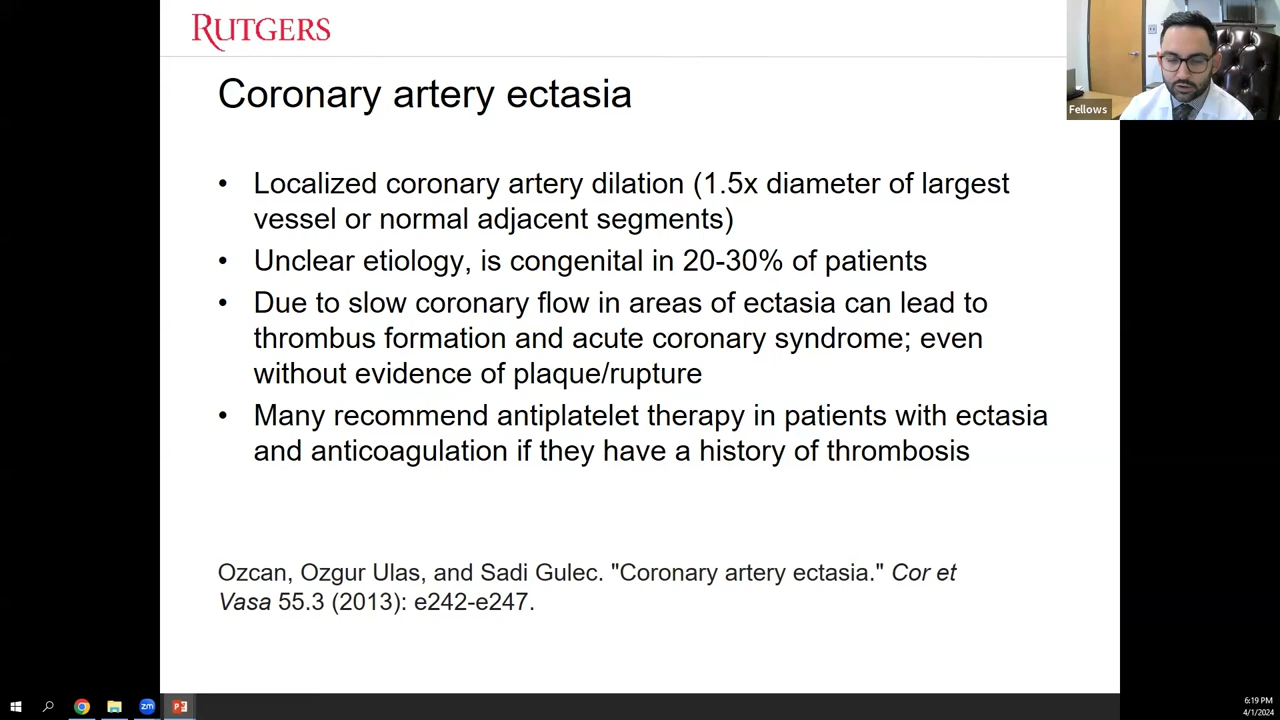 RUTGERS
Fellows
Coronary artery ectasia
• Localized coronary artery dilation (1.5x diameter of largest
vessel or normal adjacent segments)
• Unclear etiology, is congenital in 20-30% of patients
• Due to slow coronary flow in areas of ectasia can lead to
thrombus formation and acute coronary syndrome; even
without evidence of plaque/rupture
• Many recommend antiplatelet therapy in patients with ectasia
and anticoagulation if they have a history of thrombosis
Ozcan, Ozgur Ulas, and Sadi Gulec. "Coronary artery ectasia." Cor et
Vasa 55.3 (2013): e242-e247.
zm
P
6:19 PM
4/1/2024